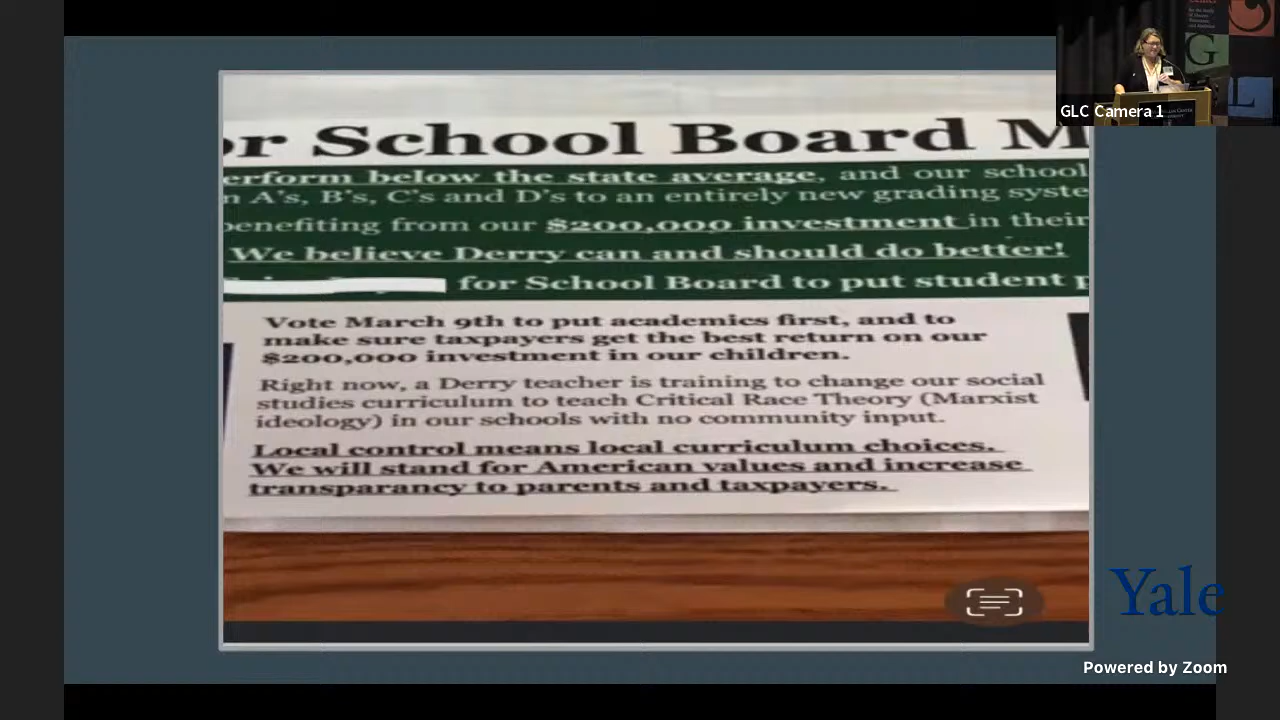 or School Board M
erform below the state average, and our school
n A's, B's, C's and D's to an entirely new grading syste
benefiting from our $200,000 investment in their
We believe Derry can and should do better!
for School Board to put student p
Vote March 9th to put academics first, and to
make sure taxpayers get the best return on our
$200,000 investment in our children.
Right now, a Derry teacher is training to change our social
studies curriculum to teach Critical Race Theory (Marxist
ideology) in our schools with no community input.
Local control means local curriculum choices.
We will stand for American values and increase
transparancy to parents and taxpayers.
GLC Camera 1
G
L
Yale
Powered by Zoom